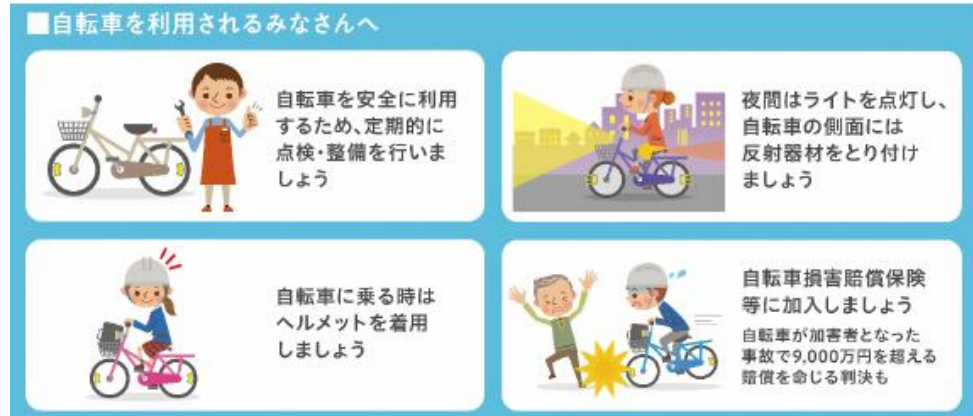 ■自転車を利用されるみなさんへ
自転車を安全に利用
するため、定期的に
点検・整備を行いま
しょう
夜間はライトを点灯し、
自転車の側面には
反射器材をとり付け
ましょう
自転車に乗る時は
ヘルメットを着用
しましょう
自転車損害賠償保険
等に加入しましょう
自転車が加害者となった
事故で9,000万円を超える
賠償を命じる判決も